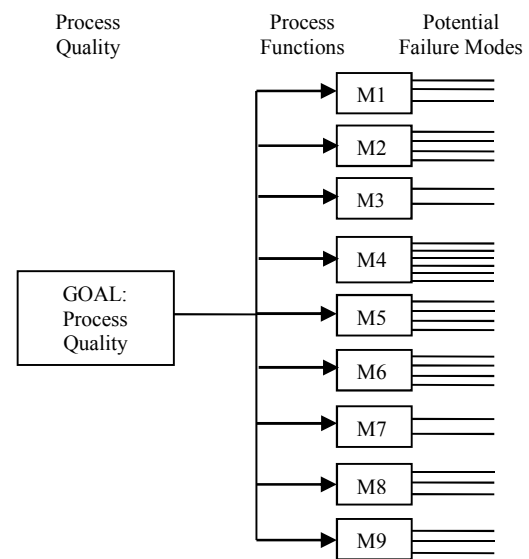 Process
Quality
Process
Functions
Potential
Failure Modes
M1
M2
M3
M4
GOAL:
Process
Quality
M5
M6
M7
M8
M9